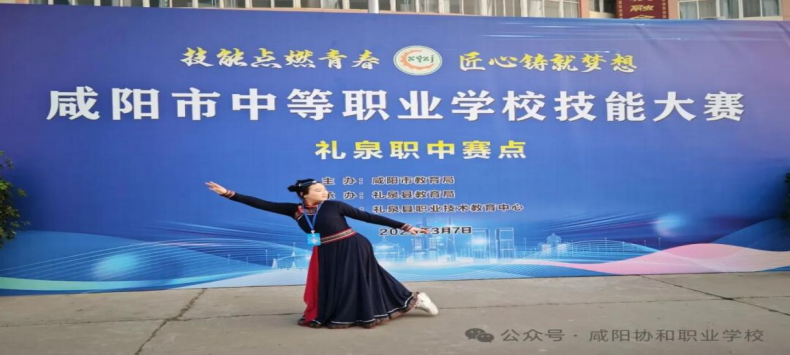 技能点燃青春 匠心铸就梦想
咸阳市中等职业学校技能大赛
礼泉职中赛点
主 办：咸阳市教育局
办：礼泉县教育局
礼泉县职业技术教育中心
3月7日
公众号·咸阳协和职业学校